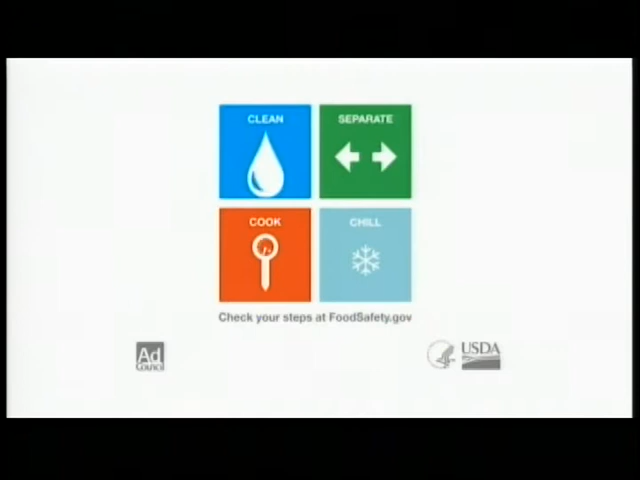 CLEAN
SEPARATE
COOK
CHILL
Check your steps at FoodSafety.gov
Ad
Council
USDA